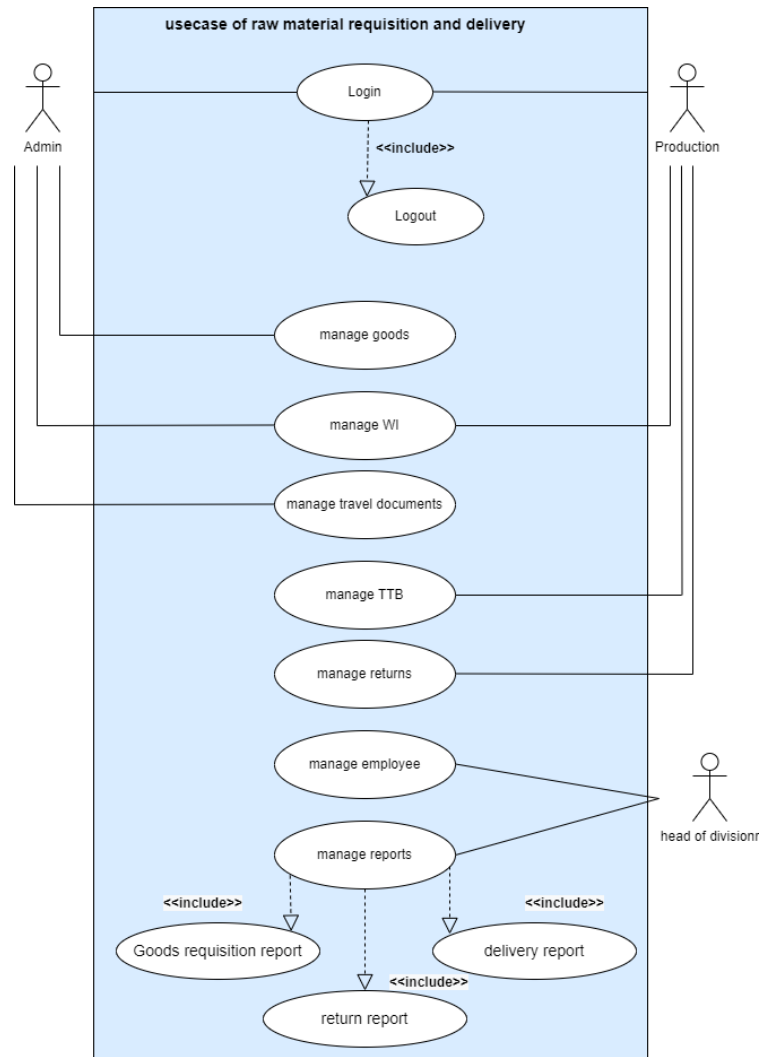 usecase of raw material requisition and delivery
Login
Admin
Production
<<include>>
Logout
manage goods
manage WI
manage travel documents
manage TTB
manage returns
manage employee
head of divisionr
manage reports
<<include>>
<<include>>
Goods requisition report
delivery report
<<include>>
return report